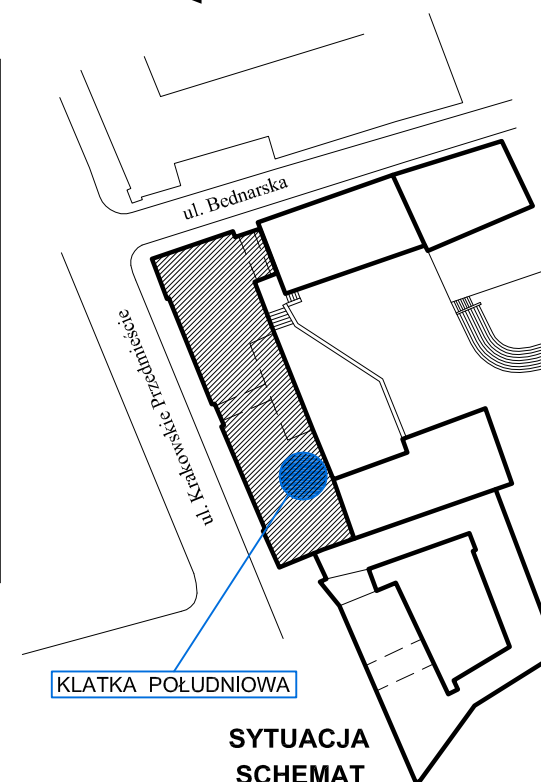 ul. Bednarska
ul. Krakowskie Przedmieście
KLATKA POŁUDNIOWA
SYTUACJA
SCHEMAT